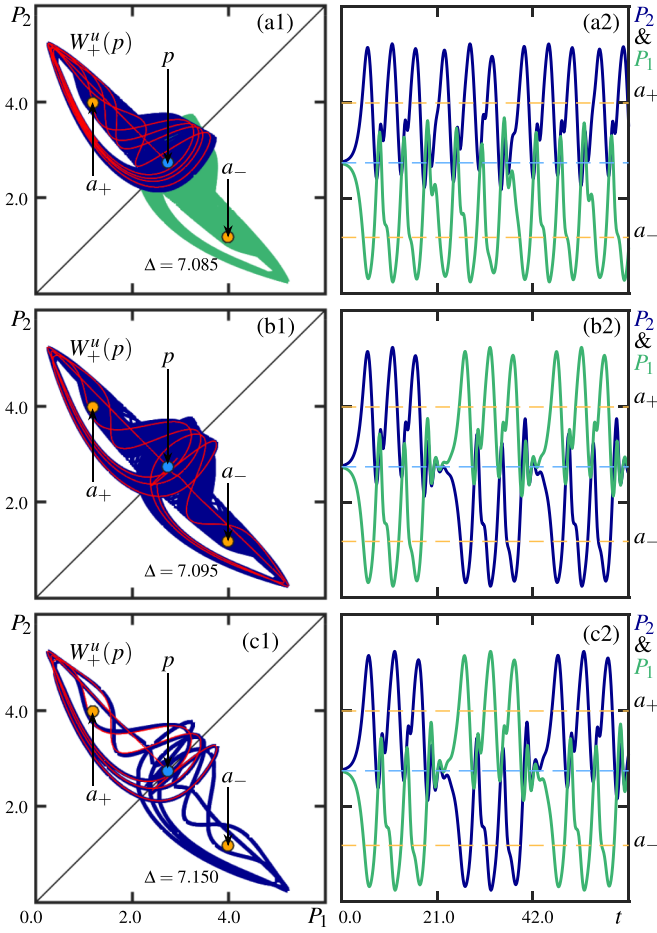 P₂ (a1) (a2) P₂
&
P₁
W₊ᵘ(p) p
4.0 a₊
a₊ a₋
2.0
a₋
Δ = 7.085
P₂ (b1) (b2) P₂
&
P₁
W₊ᵘ(p) p
4.0 a₊
a₊ a₋
2.0
a₋
Δ = 7.095
P₂ (c1) (c2) P₂
&
P₁
W₊ᵘ(p) p
4.0 a₊
a₊ a₋
2.0
a₋
Δ = 7.150
0.0 2.0 4.0 P₁ 0.0 21.0 42.0 t